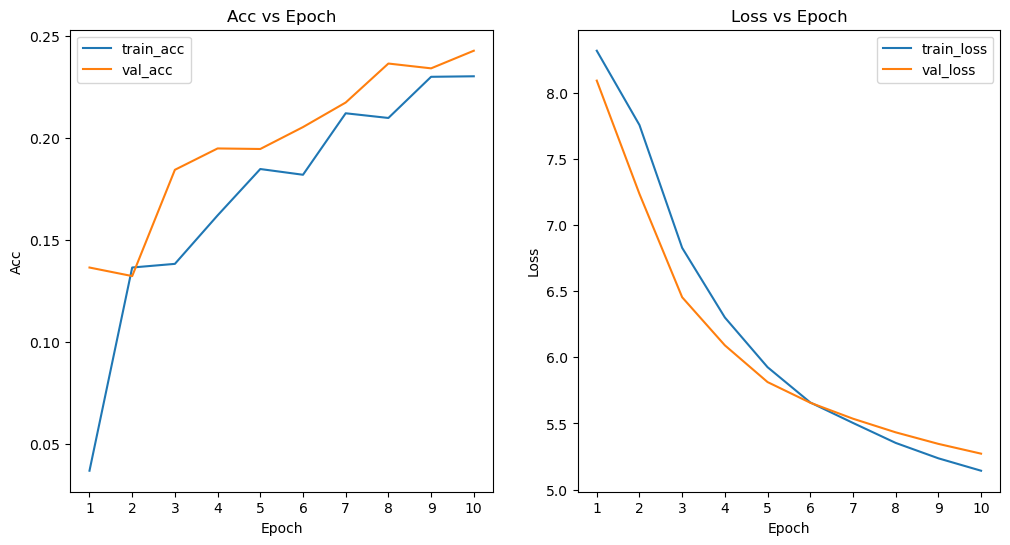 Acc vs Epoch
train_acc
val_acc
0.25
0.20
0.15
0.10
0.05
Acc
1 2 3 4 5 6 7 8 9 10
Epoch
Loss vs Epoch
train_loss
val_loss
8.0
7.5
7.0
6.5
6.0
5.5
5.0
Loss
1 2 3 4 5 6 7 8 9 10
Epoch